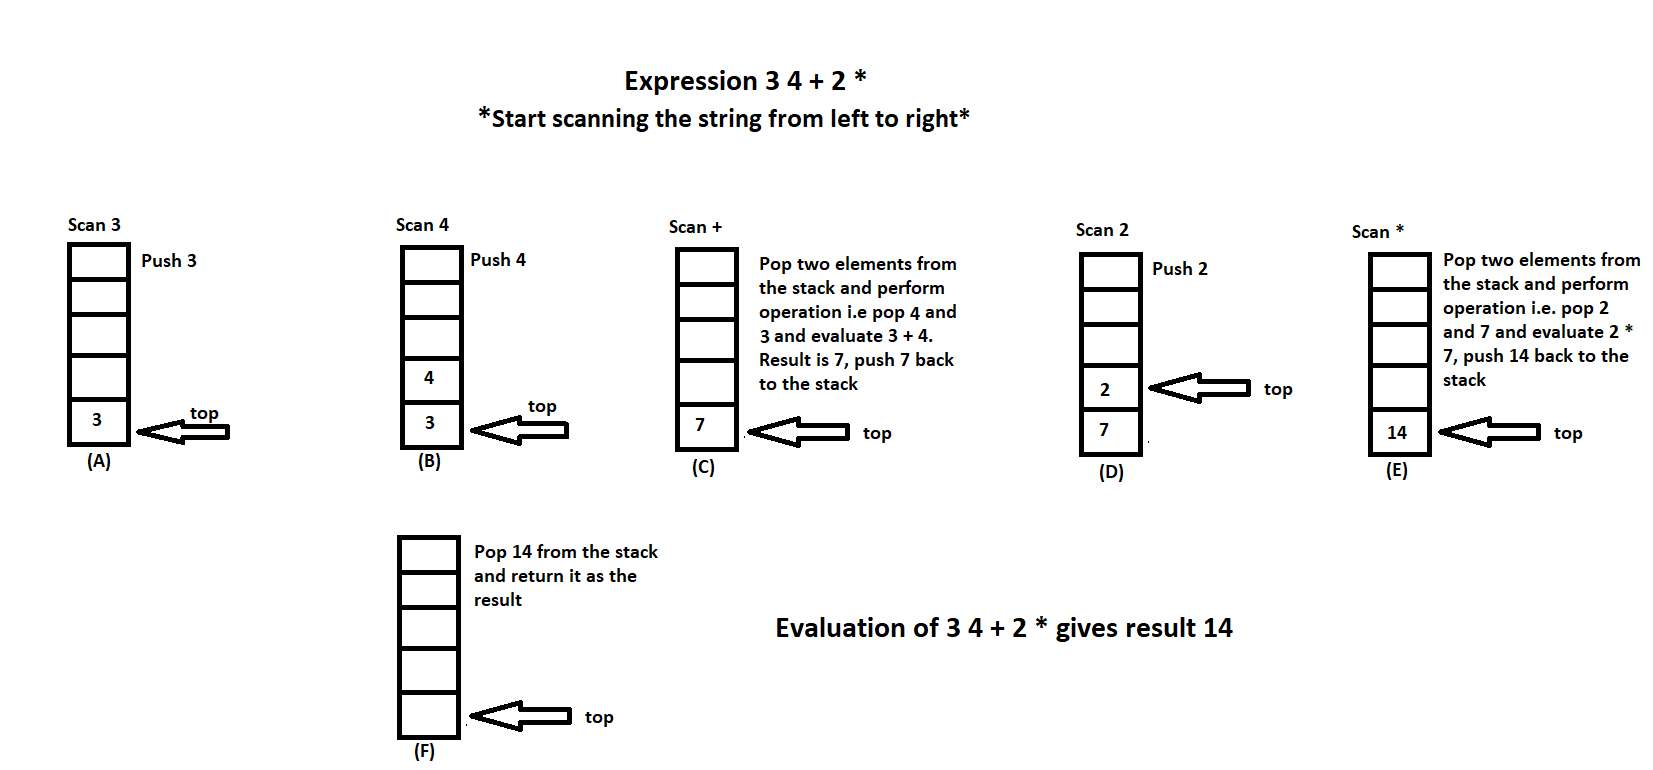 Expression 3 4 + 2 *
*Start scanning the string from left to right*
Scan 3
Push 3
3
top
(A)
Scan 4
Push 4
4
3
top
(B)
Scan +
Pop two elements from
the stack and perform
operation i.e pop 4 and
3 and evaluate 3 + 4.
Result is 7, push 7 back
to the stack
7
top
(C)
Scan 2
Push 2
2
top
7
(D)
Scan *
Pop two elements from
the stack and perform
operation i.e. pop 2
and 7 and evaluate 2 *
7, push 14 back to the
stack
14
top
(E)
Pop 14 from the stack
and return it as the
result
top
(F)
Evaluation of 3 4 + 2 * gives result 14